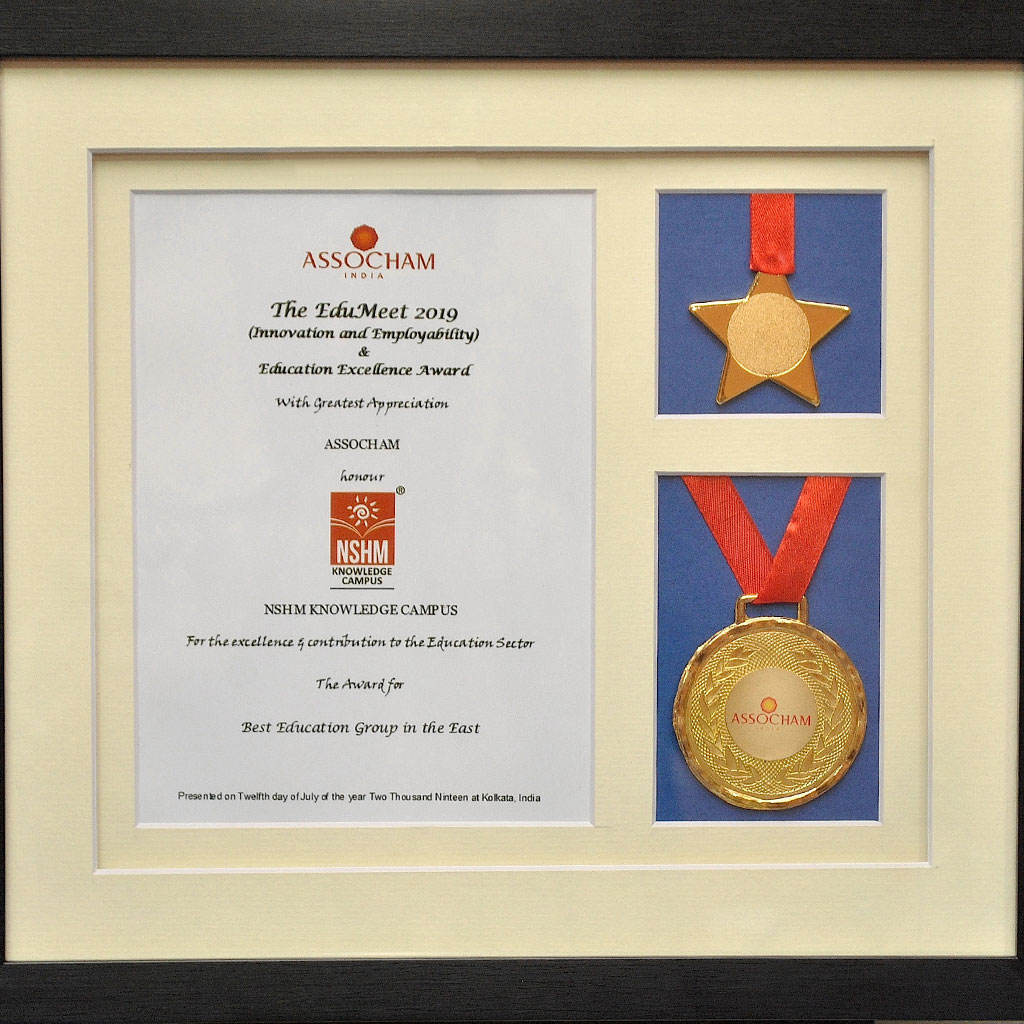 ASSOCHAM
INDIA
The EduMeet 2019
(Innovation and Employability)
&
Education Excellence Award
With Greatest Appreciation
ASSOCHAM
honour
®
NSHM
KNOWLEDGE
CAMPUS
NSHM KNOWLEDGE CAMPUS
For the excellence & contribution to the Education Sector
The Award for
Best Education Group in the East
Presented on Twelfth day of July of the year Two Thousand Ninteen at Kolkata, India
ASSOCHAM
INDIA